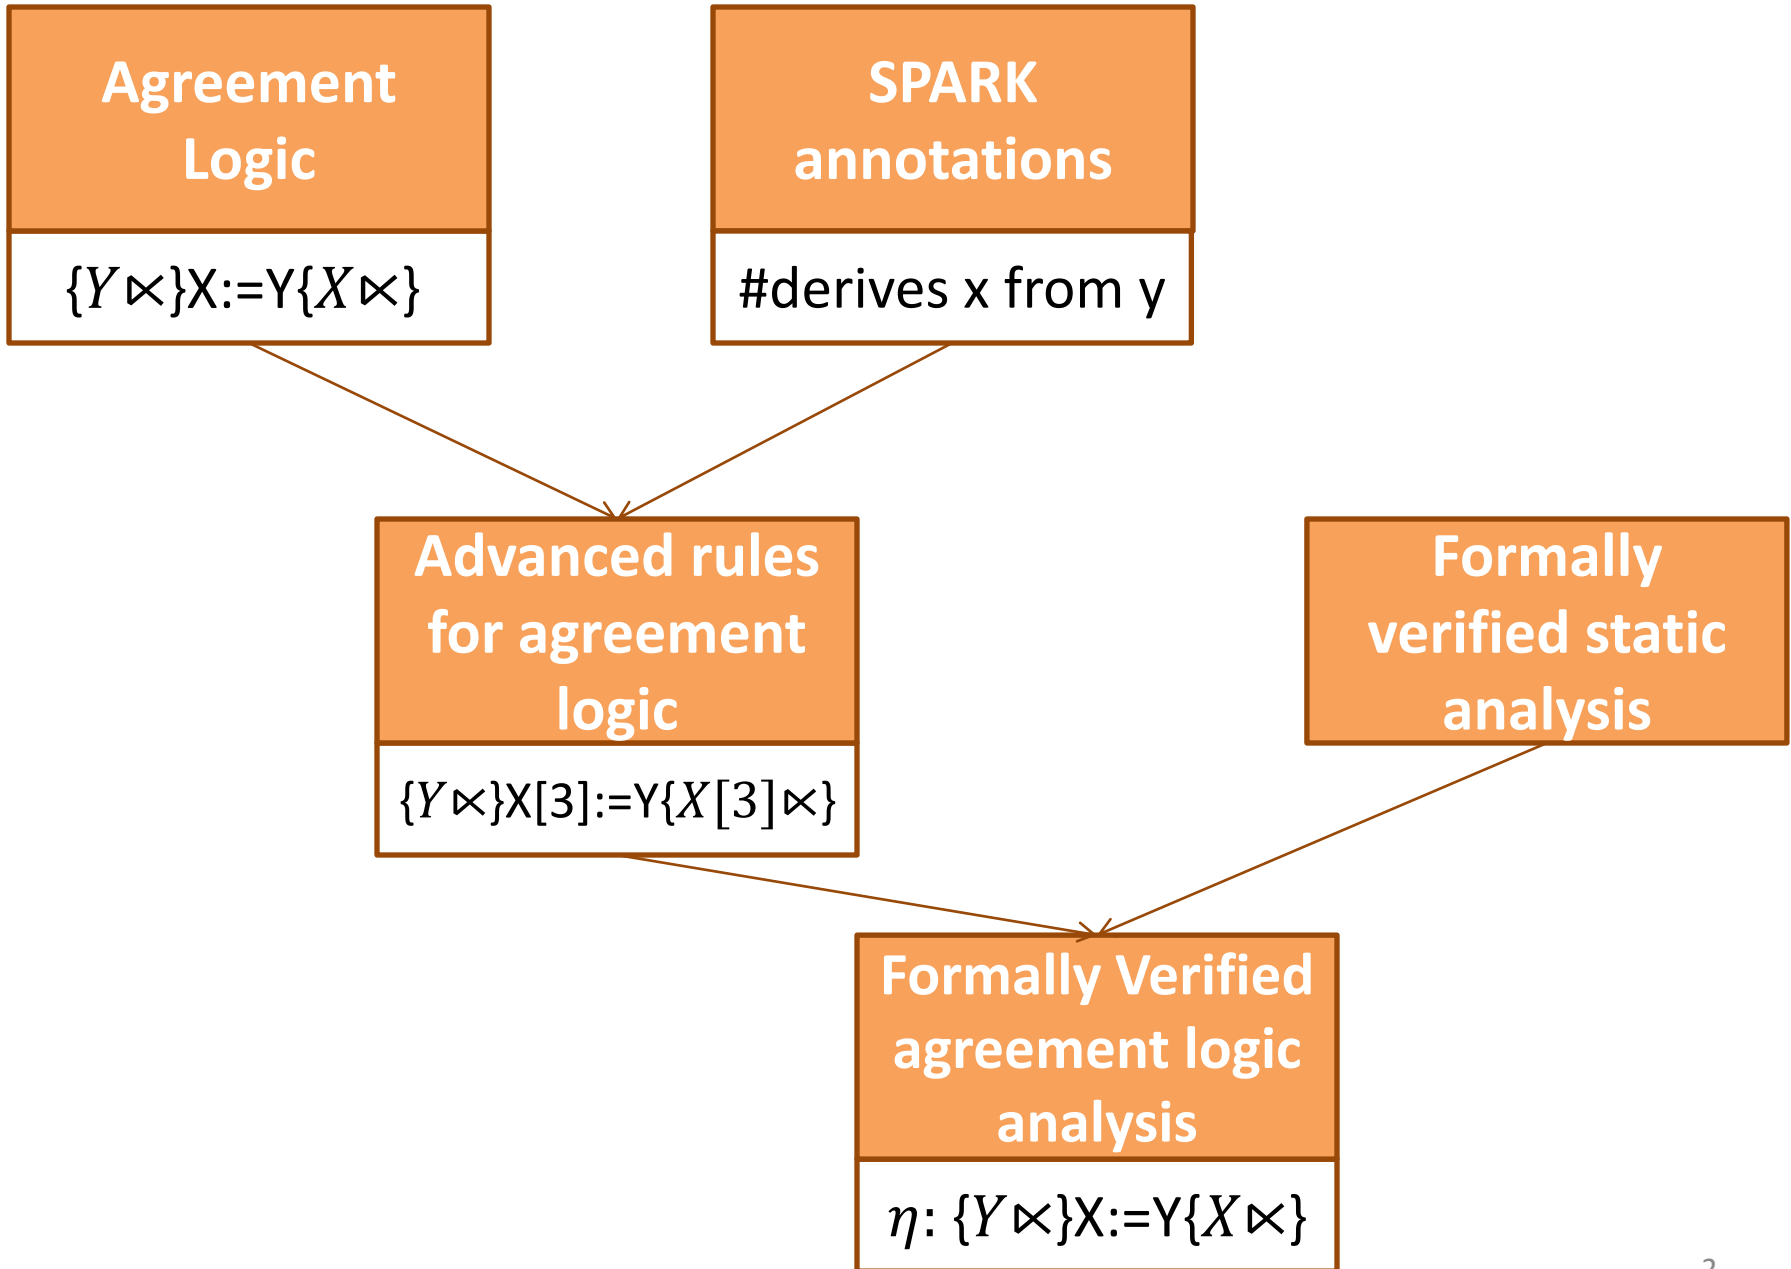 Agreement
Logic
{Y⋉}X:=Y{X⋉}
SPARK
annotations
#derives x from y
Advanced rules
for agreement
logic
{Y⋉}X[3]:=Y{X[3]⋉}
Formally
verified static
analysis
Formally Verified
agreement logic
analysis
η: {Y⋉}X:=Y{X⋉}
2